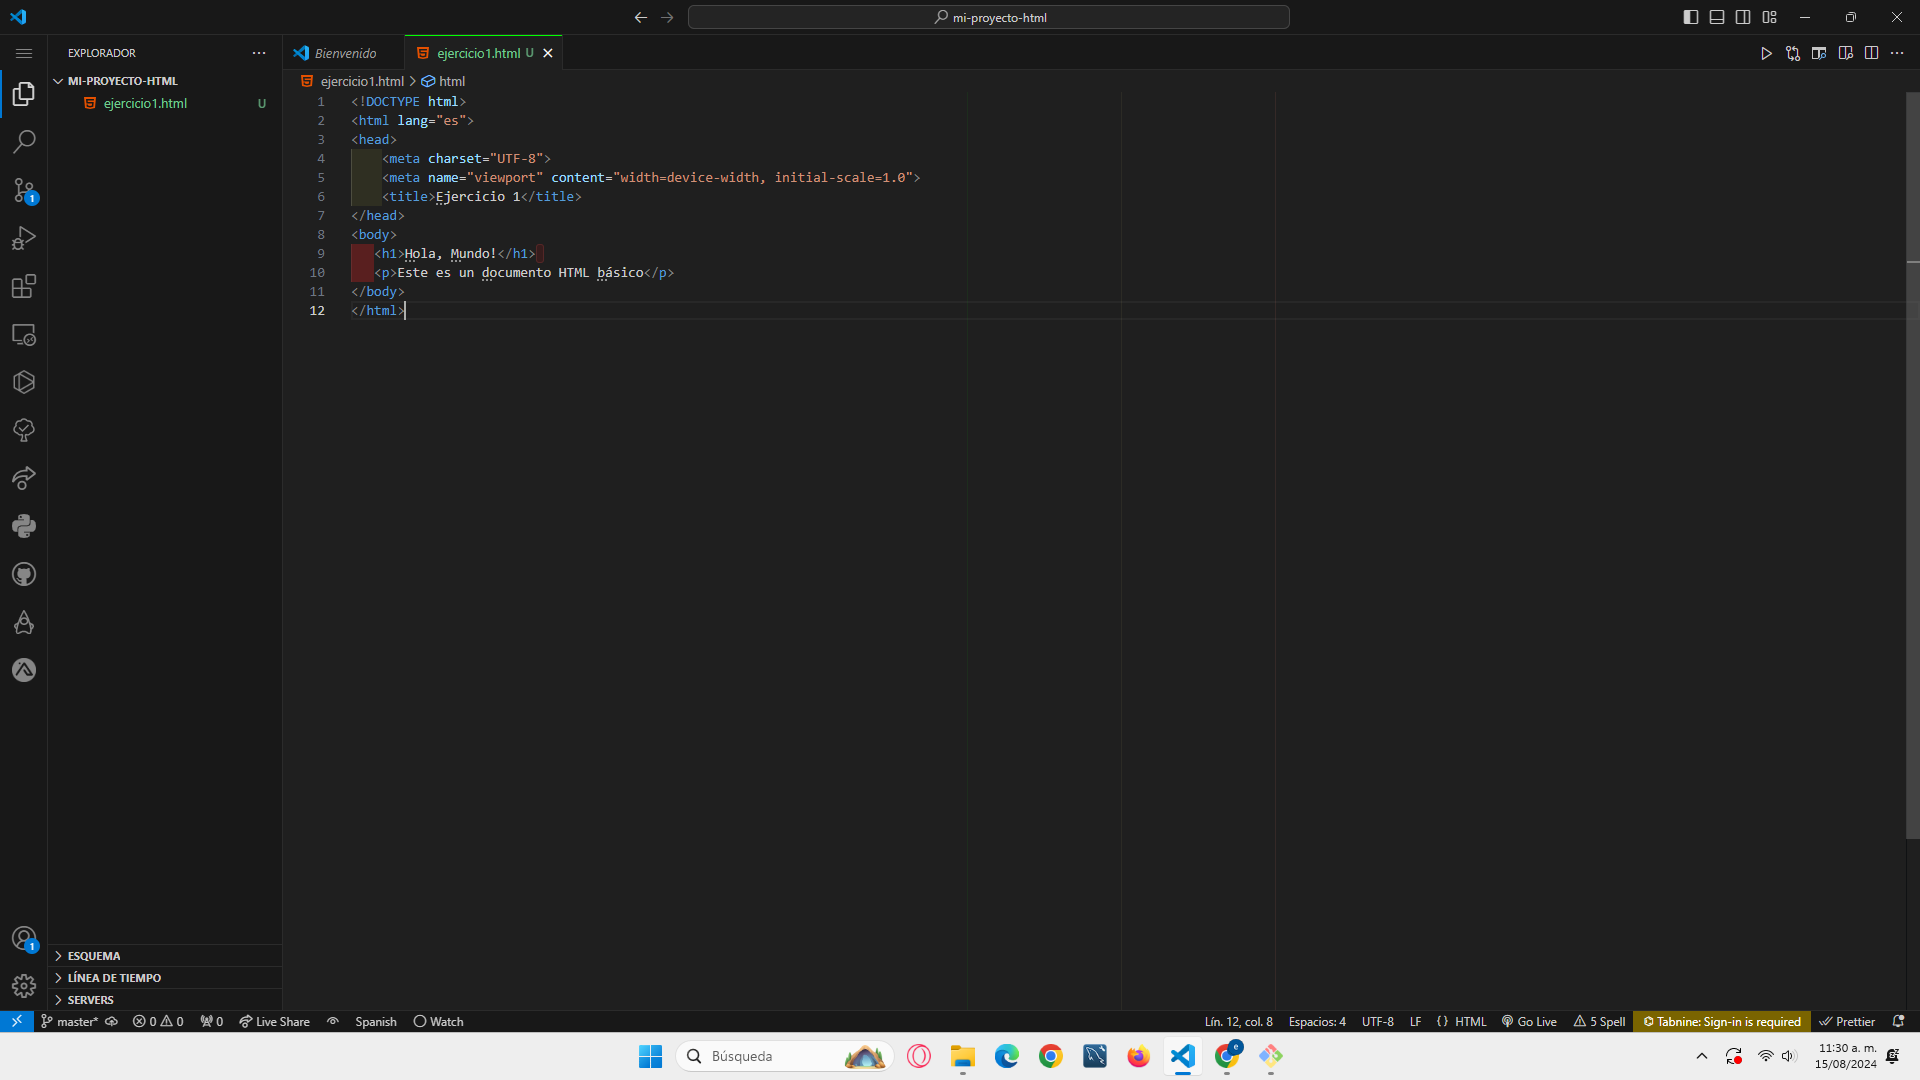 mi-proyecto-html
EXPLORADOR
Bienvenido
ejercicio1.html U
MI-PROYECTO-HTML
ejercicio1.html > html
ejercicio1.html U
1 <!DOCTYPE html>
2 <html lang="es">
3 <head>
4 <meta charset="UTF-8">
5 <meta name="viewport" content="width=device-width, initial-scale=1.0">
6 <title>Ejercicio 1</title>
7 </head>
8 <body>
9 <h1>Hola, Mundo!</h1>
10 <p>Este es un documento HTML básico</p>
11 </body>
12 </html>
1
1
ESQUEMA
LÍNEA DE TIEMPO
SERVERS
master* 0 0 0 Live Share Spanish Watch Lín. 12, col. 8 Espacios: 4 UTF-8 LF {} HTML Go Live 5 Spell Tabnine: Sign-in is required Prettier
Búsqueda
e
11:30 a. m.
15/08/2024